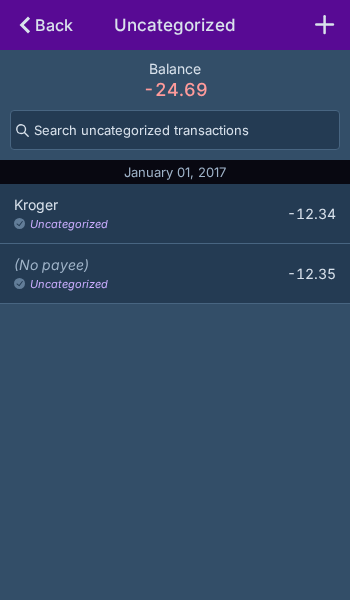 Back
Uncategorized
Balance
-24.69
Search uncategorized transactions
January 01, 2017
Kroger
-12.34
Uncategorized
(No payee)
-12.35
Uncategorized